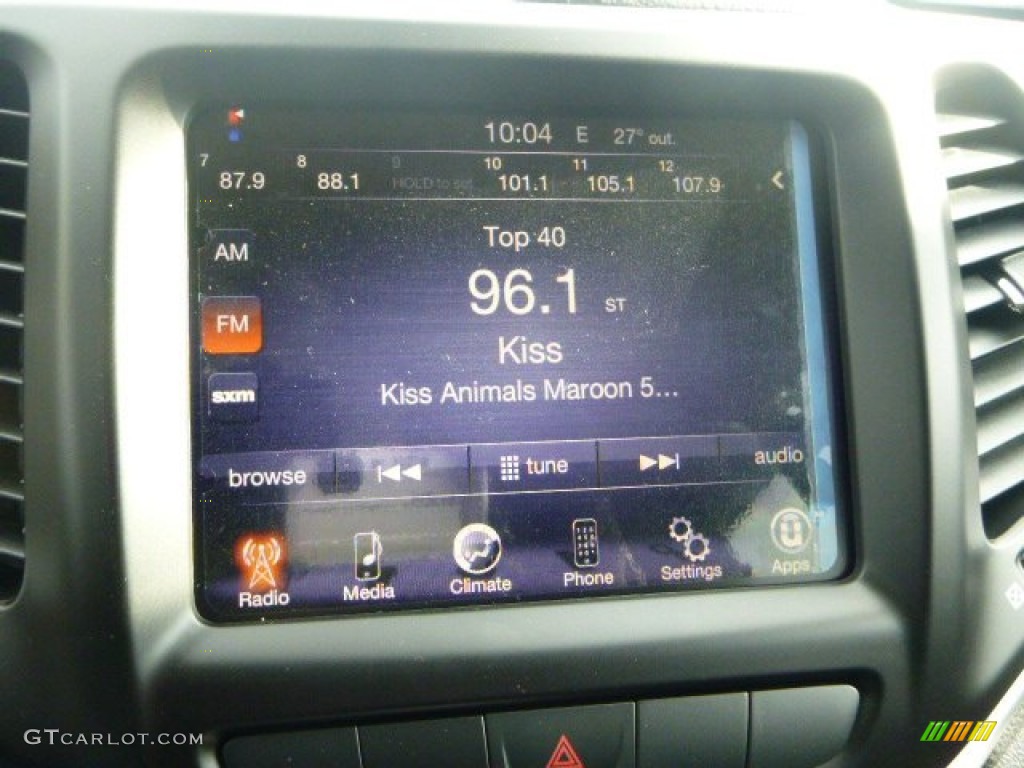 10:04 E 27° out.
7 8 9 10 11 12
87.9 88.1 HOLD to set 101.1 105.1 107.9
Top 40
AM
96.1 ST
FM
Kiss
sxm
Kiss Animals Maroon 5...
browse tune audio
Radio Media Climate Phone Settings Apps
GTCARLOT.COM